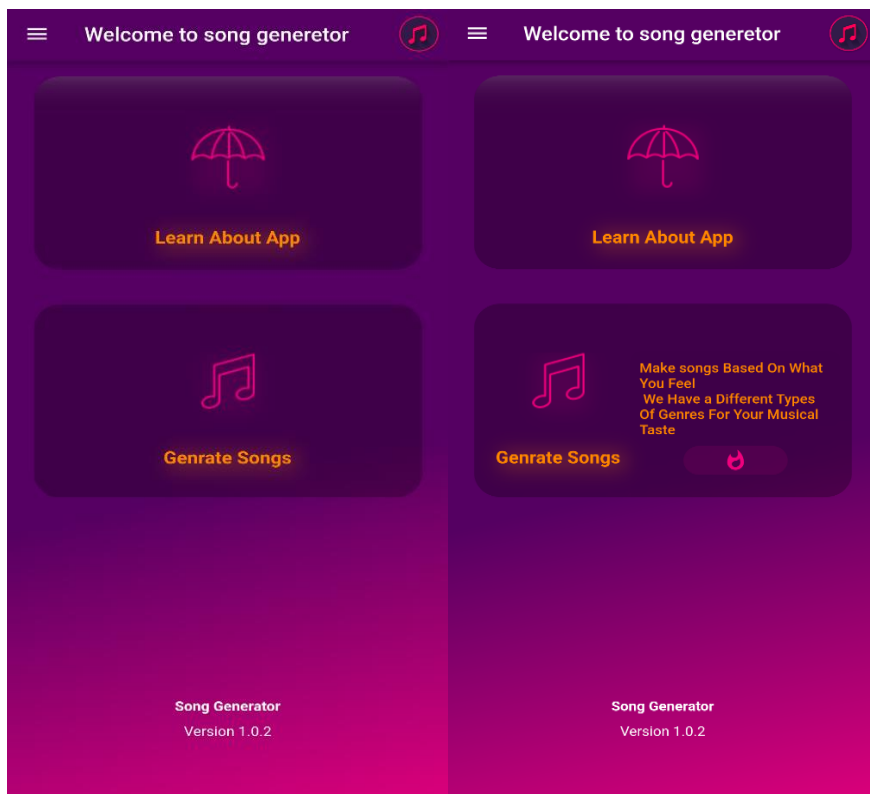 Welcome to song generetor
Learn About App
Genrate Songs
Song Generator
Version 1.0.2
Welcome to song generetor
Learn About App
Make songs Based On What
You Feel
We Have a Different Types
Of Genres For Your Musical
Taste
Genrate Songs
Song Generator
Version 1.0.2